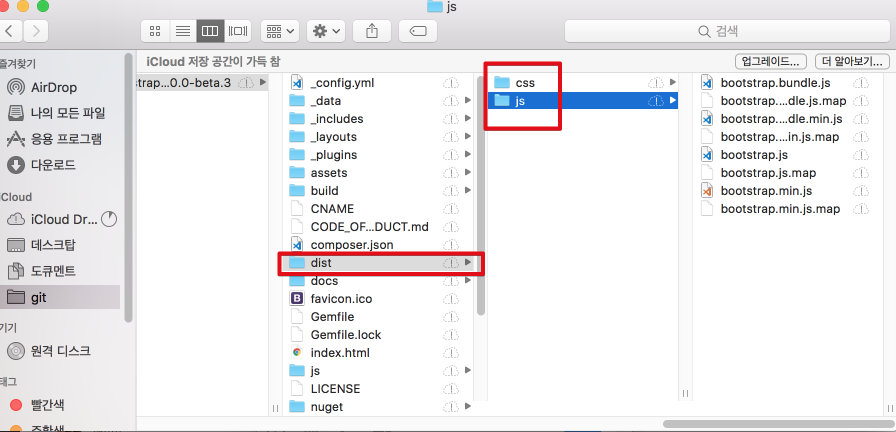 js
검색
즐겨찾기
AirDrop
나의 모든 파일
응용 프로그램
다운로드
iCloud
iCloud Dr...
데스크탑
도큐멘트
git
기기
원격 디스크
태그
빨간색
주황색
iCloud 저장 공간이 가득 참
업그레이드...
더 알아보기...
strap...0.0-beta.3
_config.yml
_data
_includes
_layouts
_plugins
assets
build
CNAME
CODE_OF...DUCT.md
composer.json
dist
docs
favicon.ico
Gemfile
Gemfile.lock
index.html
js
LICENSE
nuget
css
js
bootstrap.bundle.js
bootstrap....dle.js.map
bootstrap....dle.min.js
bootstrap....in.js.map
bootstrap.js
bootstrap.js.map
bootstrap.min.js
bootstrap.min.js.map